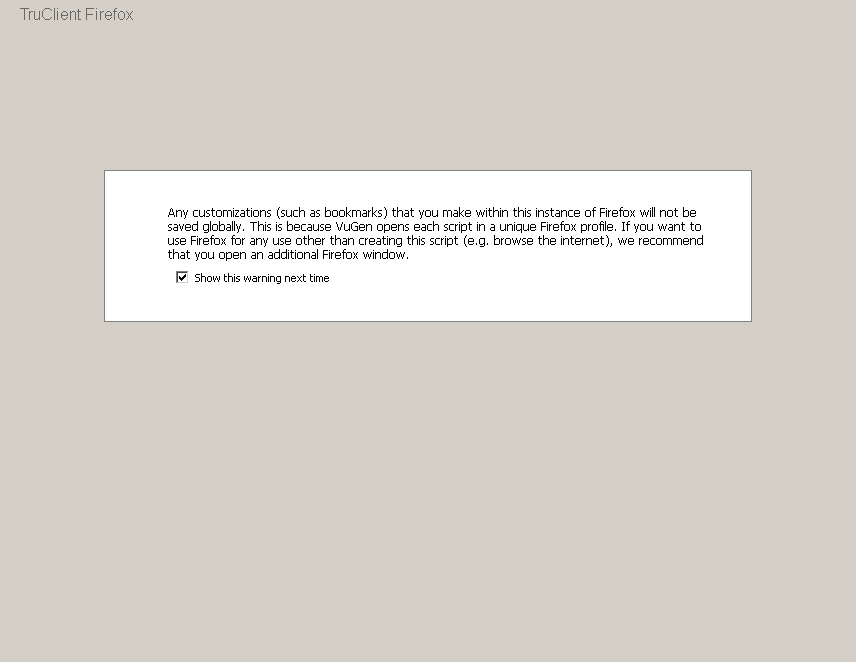 TruClient Firefox
Any customizations (such as bookmarks) that you make within this instance of Firefox will not be
saved globally. This is because VuGen opens each script in a unique Firefox profile. If you want to
use Firefox for any use other than creating this script (e.g. browse the internet), we recommend
that you open an additional Firefox window.
Show this warning next time